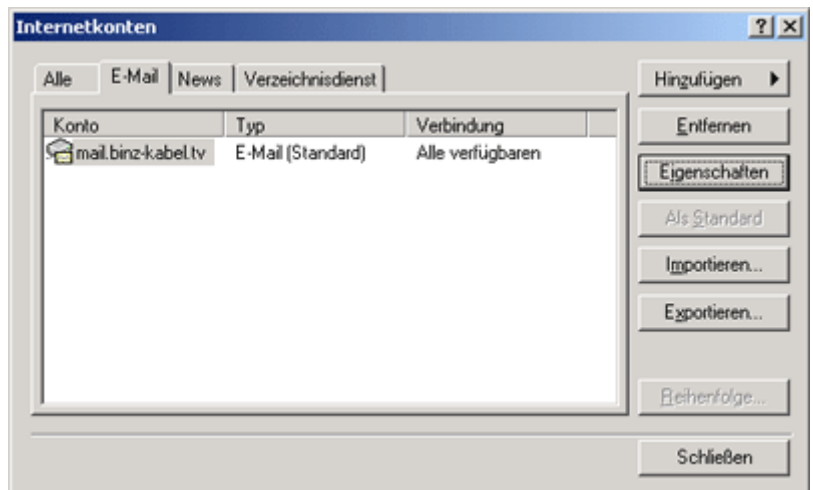 Internetkonten
Alle E-Mail News Verzeichnisdienst
Hinzufügen
Konto Typ Verbindung
mail.binz-kabel.tv E-Mail (Standard) Alle verfügbaren
Entfernen
Eigenschaften
Als Standard
Importieren...
Exportieren...
Reihenfolge...
Schließen